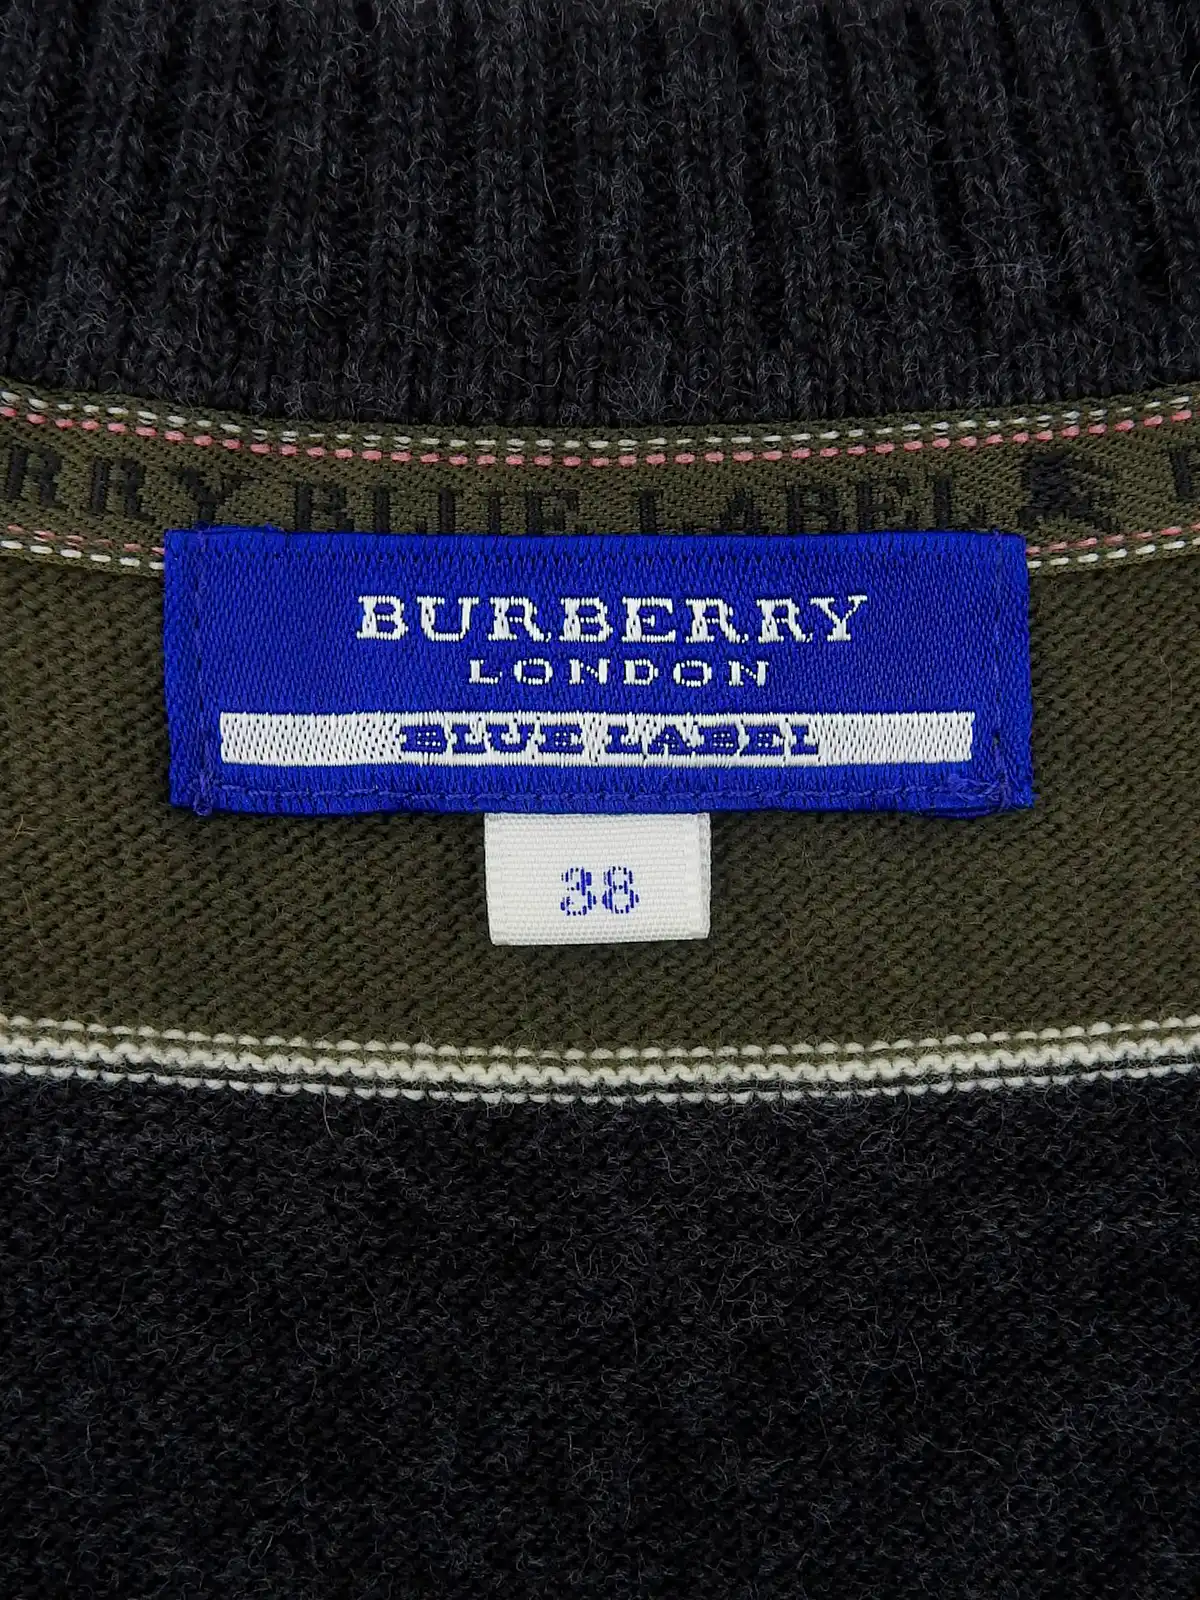 RRY BLUE LABEL
BURBERRY
LONDON
BLUE LABEL
38